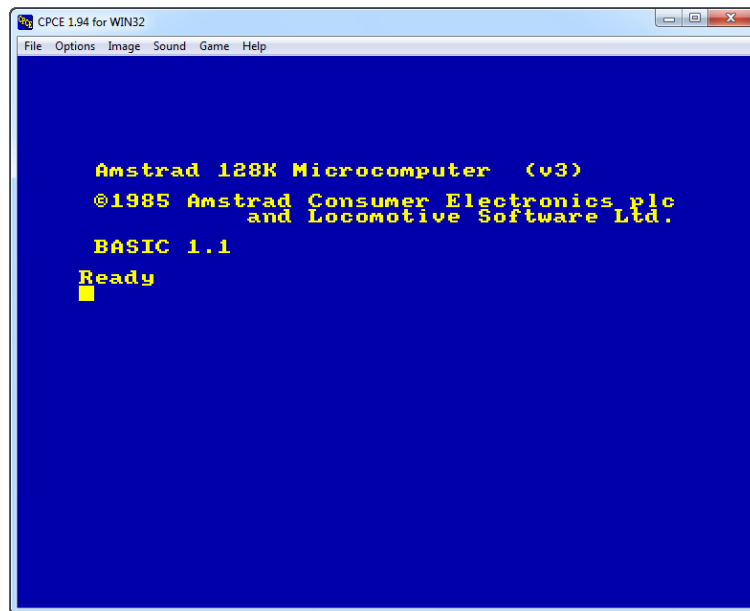 CPCE 1.94 for WIN32
File Options Image Sound Game Help
Amstrad 128K Microcomputer (v3)
©1985 Amstrad Consumer Electronics plc
and Locomotive Software Ltd.
BASIC 1.1
Ready